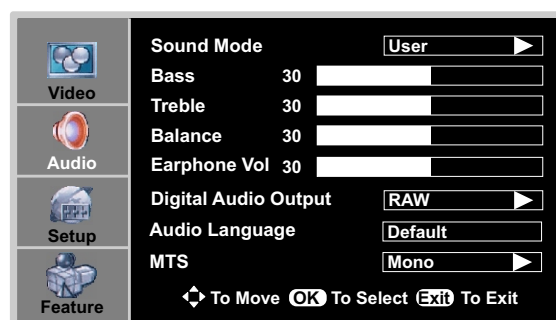 Video
Audio
Setup
Feature
Sound Mode User
Bass 30
Treble 30
Balance 30
Earphone Vol 30
Digital Audio Output RAW
Audio Language Default
MTS Mono
To Move OK To Select Exit To Exit